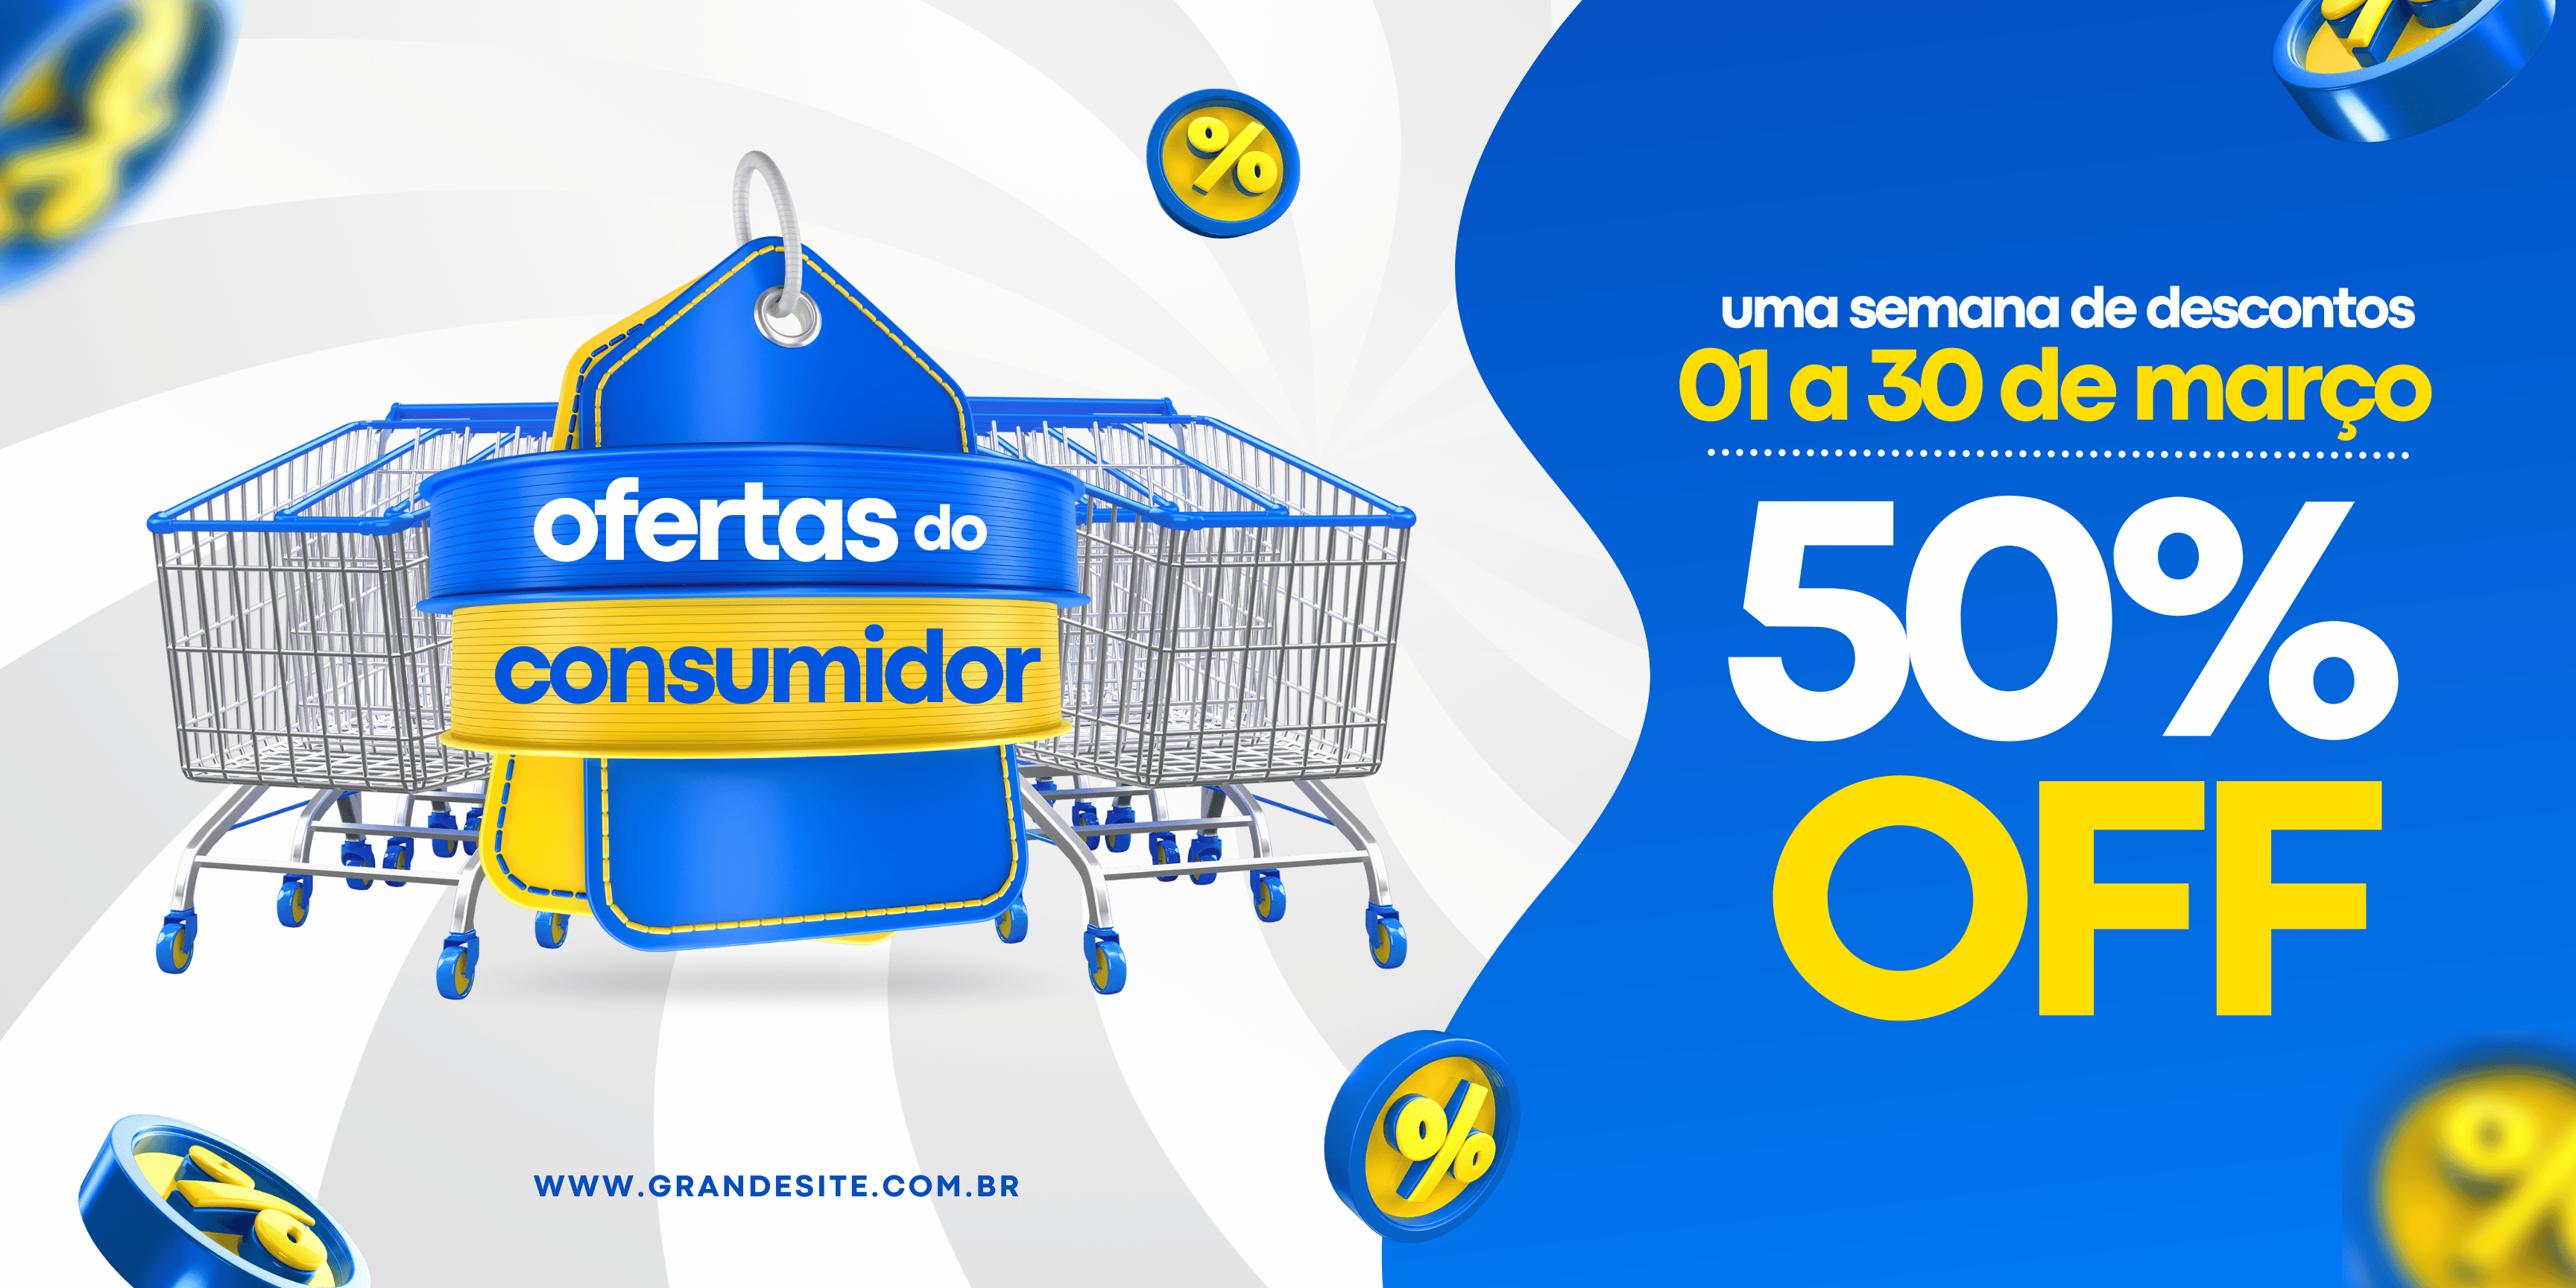 ofertas do
consumidor
WWW.GRANDESITE.COM.BR
uma semana de descontos
01 a 30 de março
50%
OFF
%
%
%
%
%